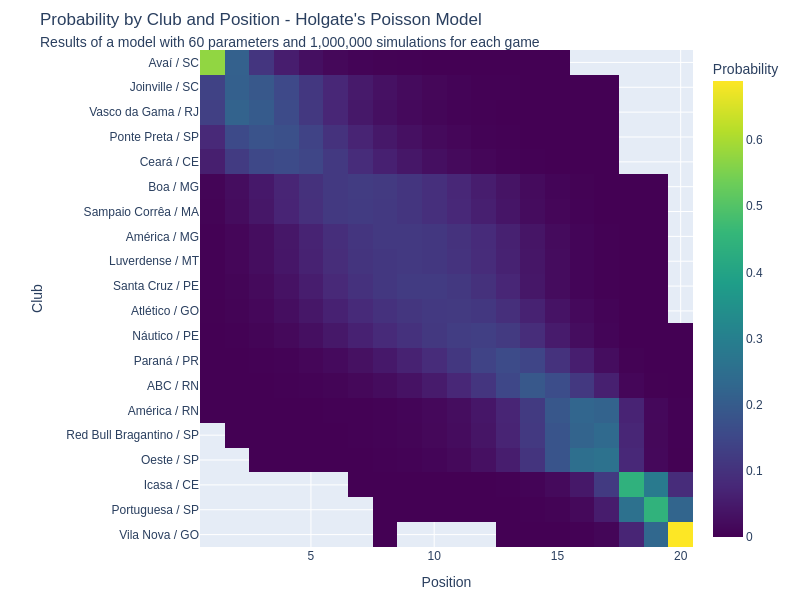 Probability by Club and Position - Holgate's Poisson Model
Results of a model with 60 parameters and 1,000,000 simulations for each game
Probability
Avaí / SC
Joinville / SC
Vasco da Gama / RJ
Ponte Preta / SP
Ceará / CE
Boa / MG
Sampaio Corrêa / MA
América / MG
Luverdense / MT
Santa Cruz / PE
Atlético / GO
Náutico / PE
Paraná / PR
ABC / RN
América / RN
Red Bull Bragantino / SP
Oeste / SP
Icasa / CE
Portuguesa / SP
Vila Nova / GO
Club
5
10
15
20
Position
0.6
0.5
0.4
0.3
0.2
0.1
0